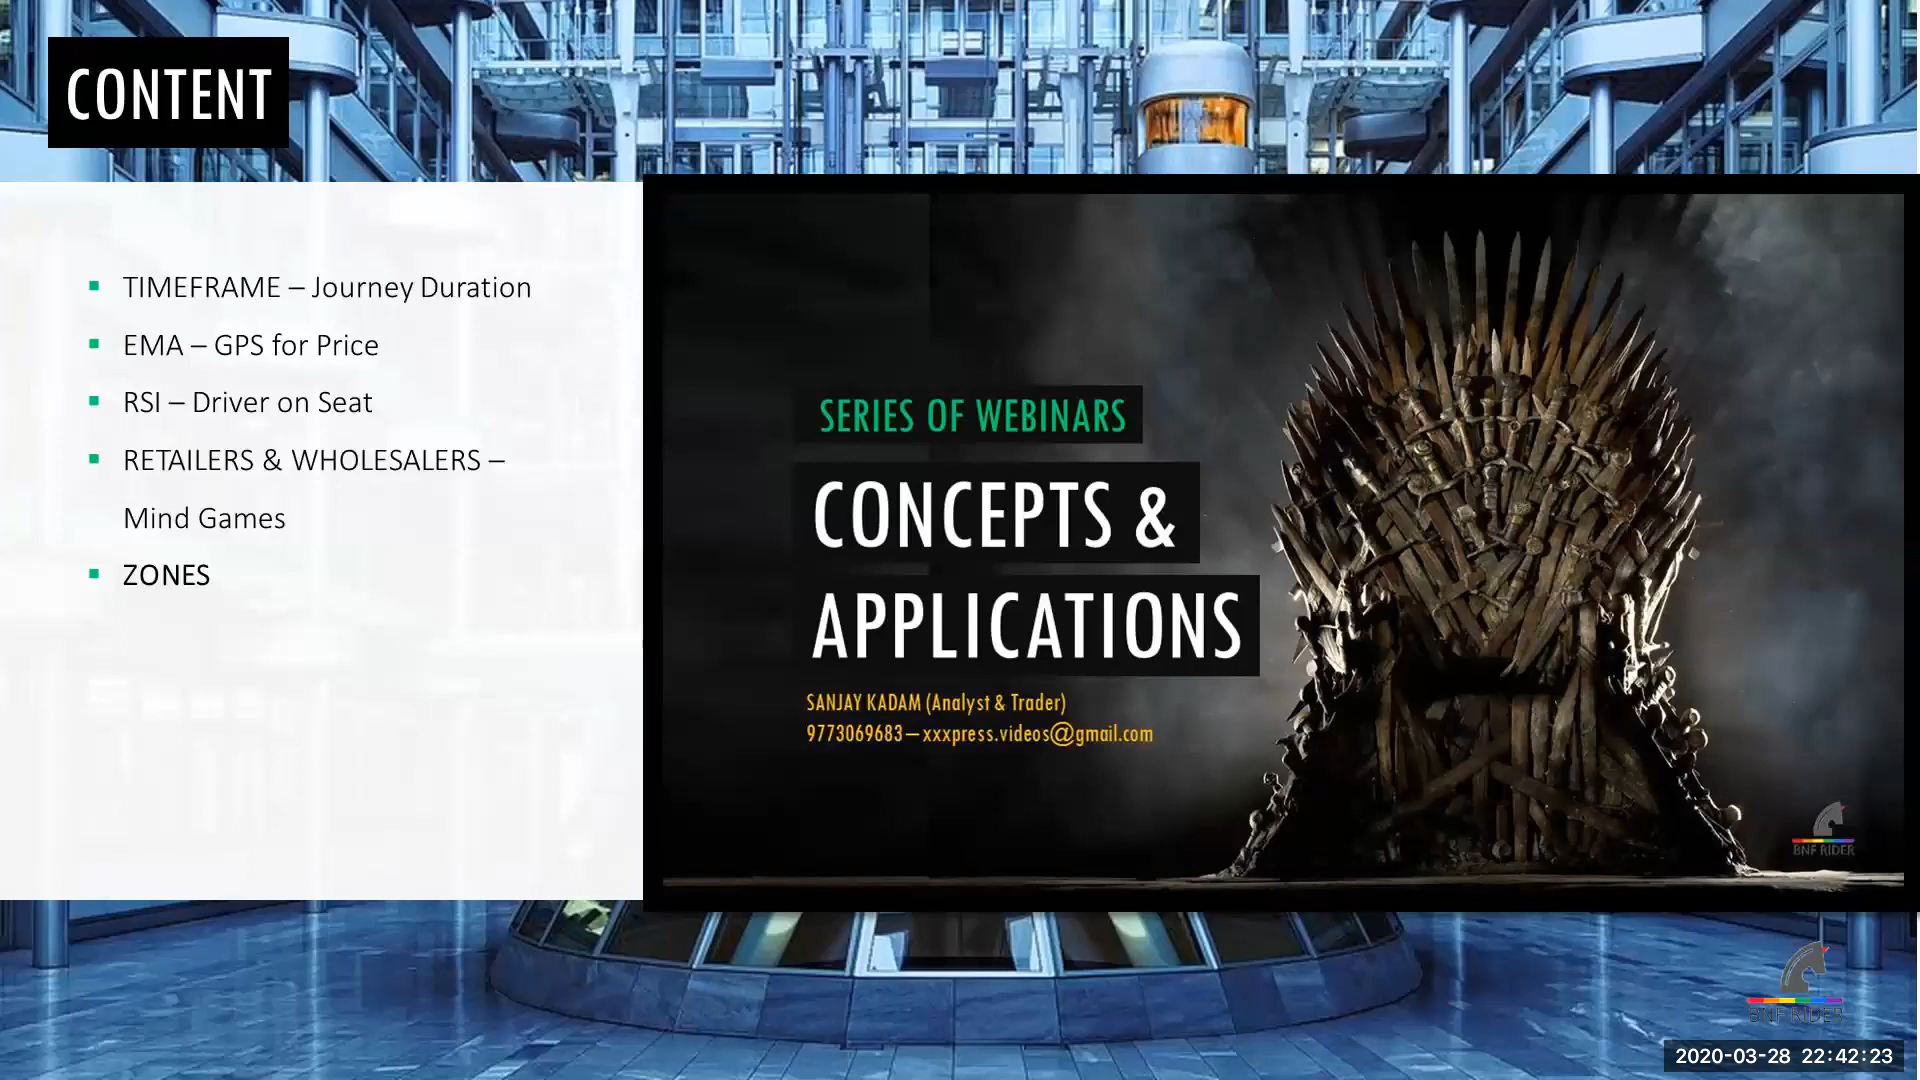 CONTENT
TIMEFRAME – Journey Duration
EMA – GPS for Price
RSI – Driver on Seat
RETAILERS & WHOLESALERS –
Mind Games
ZONES
SERIES OF WEBINARS
CONCEPTS &
APPLICATIONS
SANJAY KADAM (Analyst & Trader)
9773069683 – xxxpress.videos@gmail.com
BNF RIDER
BNF RIDER
2020-03-28 22:42:23